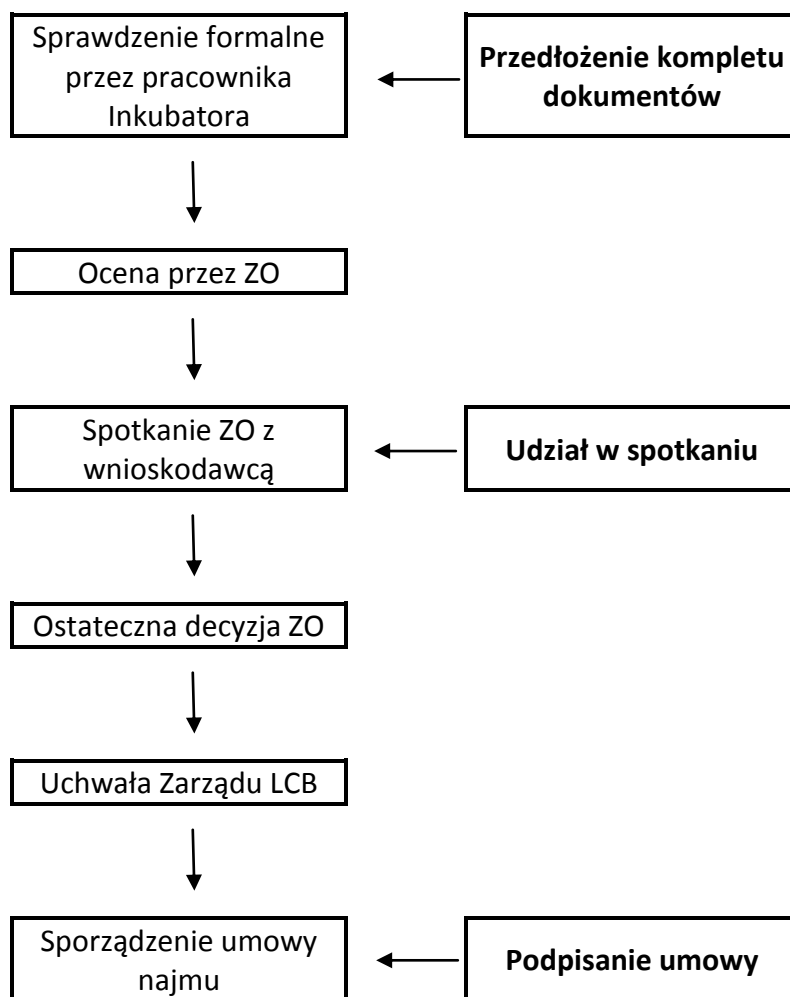 Sprawdzenie formalne
przez pracownika
Inkubatora
Przedłożenie kompletu
dokumentów
Ocena przez ZO
Spotkanie ZO z
wnioskodawcą
Udział w spotkaniu
Ostateczna decyzja ZO
Uchwała Zarządu LCB
Sporządzenie umowy
najmu
Podpisanie umowy